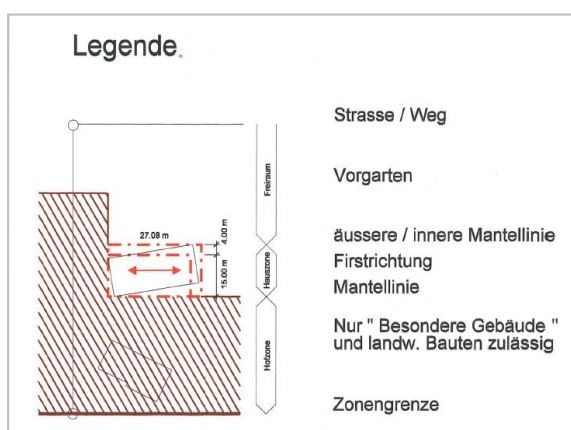 Legende.
Strasse / Weg
Freiraum
Vorgarten
27.08 m
4.00 m
äussere / innere Mantellinie
Firstrichtung
15.00 m
Hauszone
Mantellinie
Nur " Besondere Gebäude "
und landw. Bauten zulässig
Hofzone
Zonengrenze